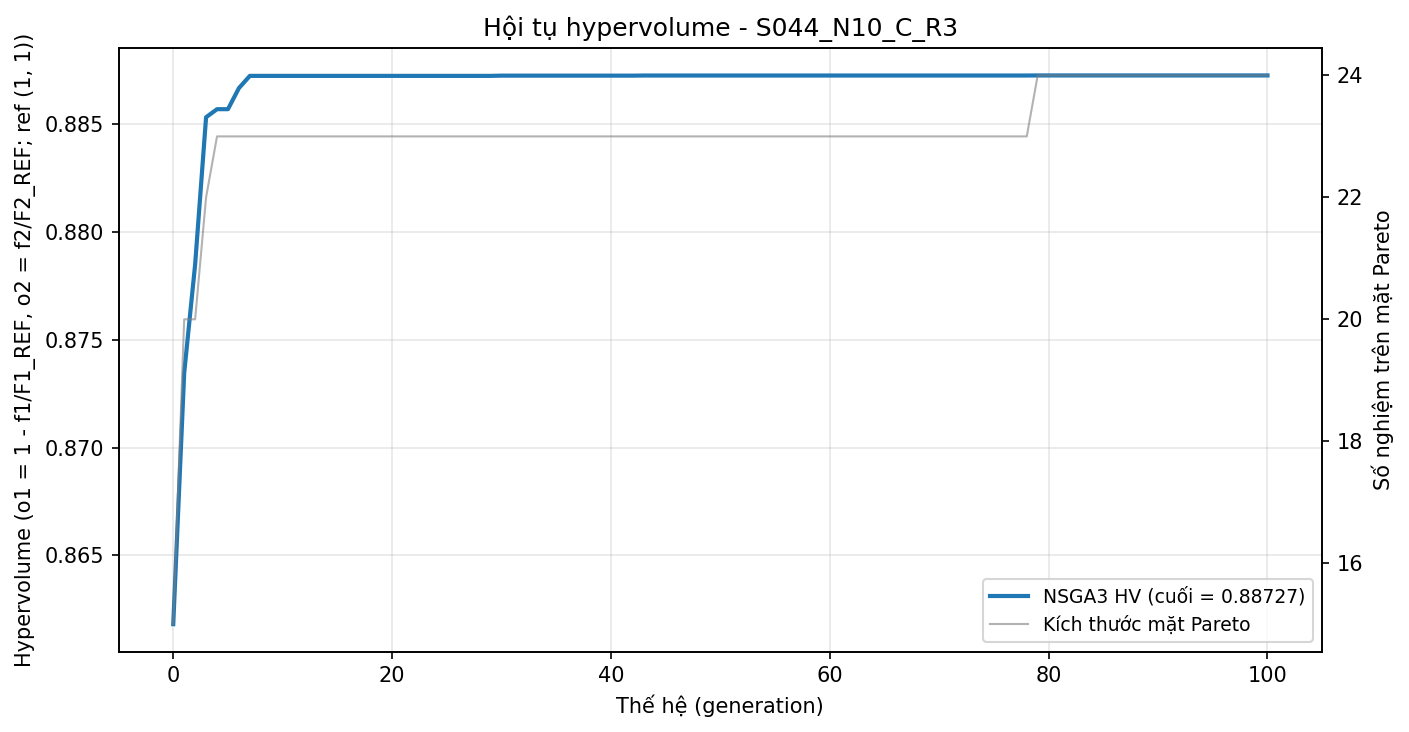 Hội tụ hypervolume - S044_N10_C_R3
Hypervolume (o1 = 1 - f1/F1_REF, o2 = f2/F2_REF; ref (1, 1))
0.885
0.880
0.875
0.870
0.865
24
22
20
18
16
Số nghiệm trên mặt Pareto
NSGA3 HV (cuối = 0.88727)
Kích thước mặt Pareto
0 20 40 60 80 100
Thế hệ (generation)